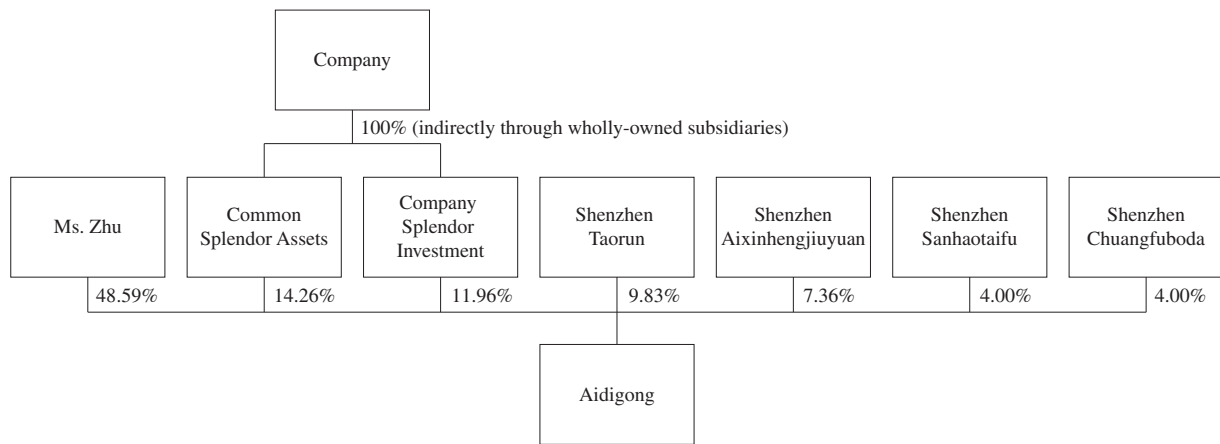 Company
100% (indirectly through wholly-owned subsidiaries)
Ms. Zhu
Common
Splendor Assets
Company
Splendor
Investment
Shenzhen
Taorun
Shenzhen
Aixinhengjiuyuan
Shenzhen
Sanhaotaifu
Shenzhen
Chuangfuboda
48.59%
14.26%
11.96%
9.83%
7.36%
4.00%
4.00%
Aidigong